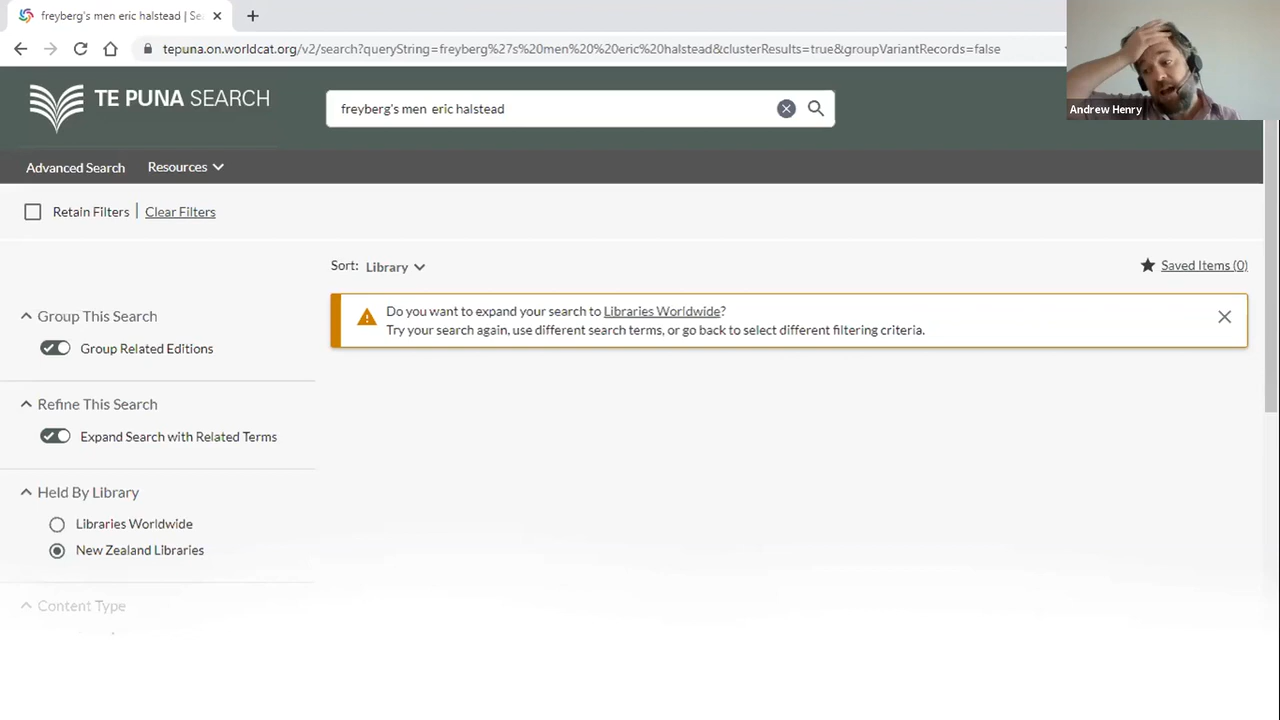 freyberg's men eric halstead | Sea
tepuna.on.worldcat.org/v2/search?queryString=freyberg%27s%20men%20%20eric%20halstead&clusterResults=true&groupVariantRecords=false
Andrew Henry
TE PUNA SEARCH
freyberg's men  eric halstead
Advanced Search
Resources
Retain Filters | Clear Filters
Sort: Library
Saved Items (0)
Do you want to expand your search to Libraries Worldwide?
Try your search again, use different search terms, or go back to select different filtering criteria.
Group This Search
Group Related Editions
Refine This Search
Expand Search with Related Terms
Held By Library
Libraries Worldwide
New Zealand Libraries
Content Type